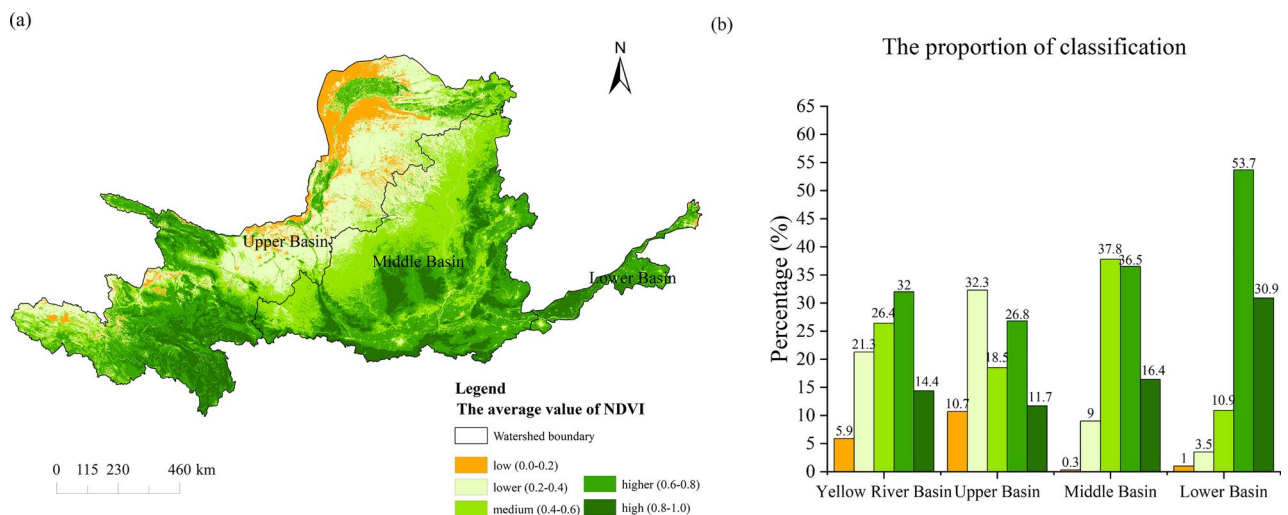 (a)
N
Upper Basin
Middle Basin
Lower Basin
Legend
The average value of NDVI
Watershed boundary
low (0.0-0.2)
lower (0.2-0.4)
medium (0.4-0.6)
higher (0.6-0.8)
high (0.8-1.0)
0 115 230 460 km
(b)
The proportion of classification
Percentage (%)
65
60
55
50
45
40
35
30
25
20
15
10
5
0
5.9
21.3
26.4
32
14.4
10.7
32.3
18.5
26.8
11.7
0.3
9
37.8
36.5
16.4
1
3.5
10.9
53.7
30.9
Yellow River Basin
Upper Basin
Middle Basin
Lower Basin